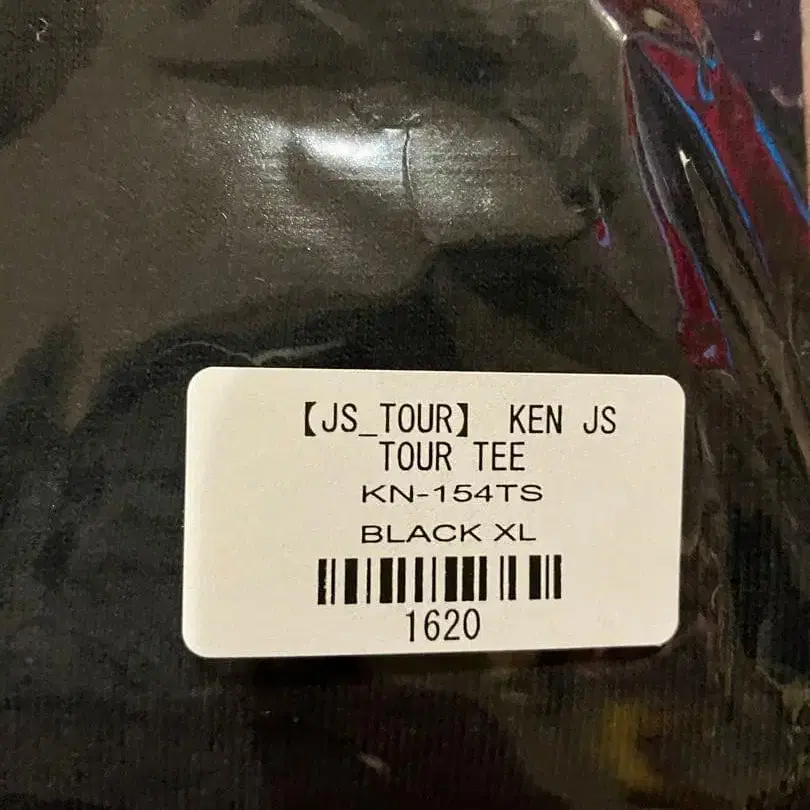 【JS_TOUR】 KEN JS
TOUR TEE
KN-154TS
BLACK XL
1620